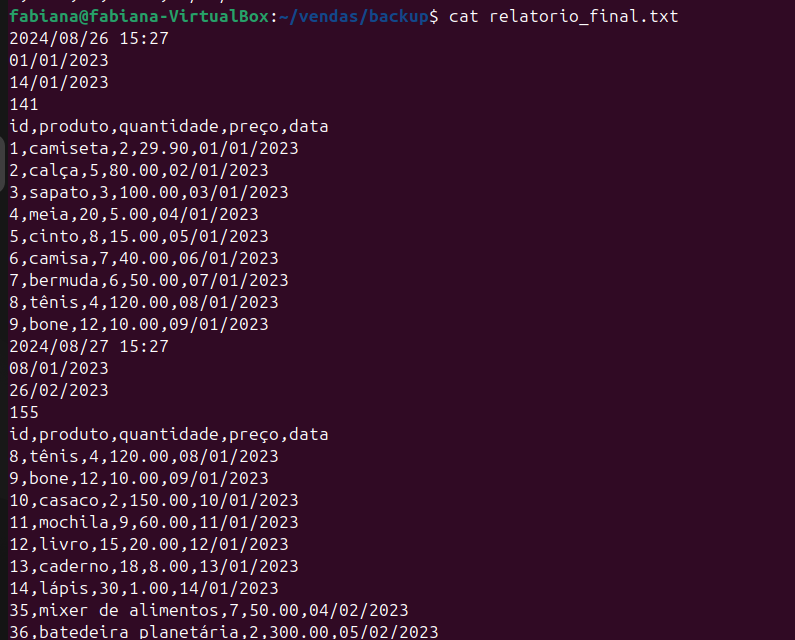 fabiana@fabiana-VirtualBox:~/vendas/backup$ cat relatorio_final.txt
2024/08/26 15:27
01/01/2023
14/01/2023
141
id,produto,quantidade,preço,data
1,camiseta,2,29.90,01/01/2023
2,calça,5,80.00,02/01/2023
3,sapato,3,100.00,03/01/2023
4,meia,20,5.00,04/01/2023
5,cinto,8,15.00,05/01/2023
6,camisa,7,40.00,06/01/2023
7,bermuda,6,50.00,07/01/2023
8,tênis,4,120.00,08/01/2023
9,bone,12,10.00,09/01/2023
2024/08/27 15:27
08/01/2023
26/02/2023
155
id,produto,quantidade,preço,data
8,tênis,4,120.00,08/01/2023
9,bone,12,10.00,09/01/2023
10,casaco,2,150.00,10/01/2023
11,mochila,9,60.00,11/01/2023
12,livro,15,20.00,12/01/2023
13,caderno,18,8.00,13/01/2023
14,lápis,30,1.00,14/01/2023
35,mixer de alimentos,7,50.00,04/02/2023
36,batedeira planetária,2,300.00,05/02/2023